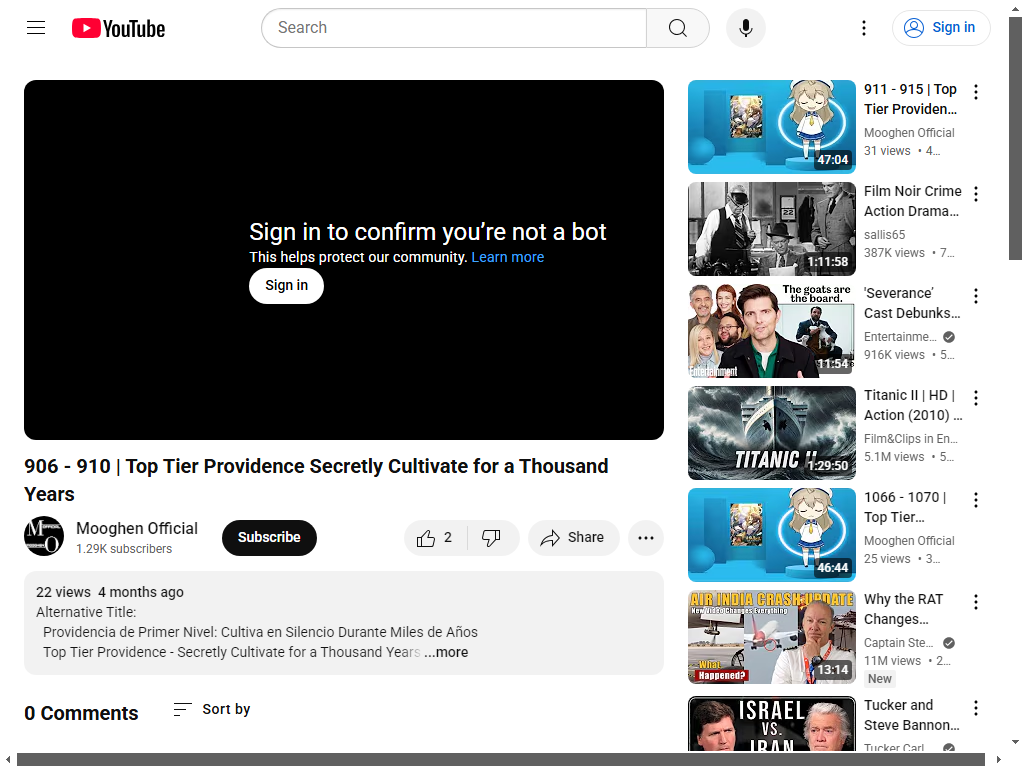 YouTube
Search
Sign in
Sign in to confirm you’re not a bot
This helps protect our community. Learn more
Sign in
906 - 910 | Top Tier Providence Secretly Cultivate for a Thousand
Years
Mooghen Official
1.29K subscribers
Subscribe
2
Share
22 views 4 months ago
Alternative Title:
Providencia de Primer Nivel: Cultiva en Silencio Durante Miles de Años
Top Tier Providence - Secretly Cultivate for a Thousand Years ...more
0 Comments
Sort by
47:04
911 - 915 | Top
Tier Providen...
Mooghen Official
31 views • 4...
22
1:11:58
Film Noir Crime
Action Drama...
sallis65
387K views • 7...
The goats are
the board.
Entertainment
11:54
'Severance’
Cast Debunks...
Entertainme...
916K views • 5...
TITANIC II
1:29:50
Titanic II | HD |
Action (2010) ...
Film&Clips in En...
5.1M views • 5...
46:44
1066 - 1070 |
Top Tier...
Mooghen Official
25 views • 3...
AIR INDIA CRASH UPDATE
New Video Changes Everything
What
Happened?
13:14
Why the RAT
Changes...
Captain Ste...
11M views • 2...
New
ISRAEL
VS.
IRAN
Tucker and
Steve Bannon...
Tucker Carl...